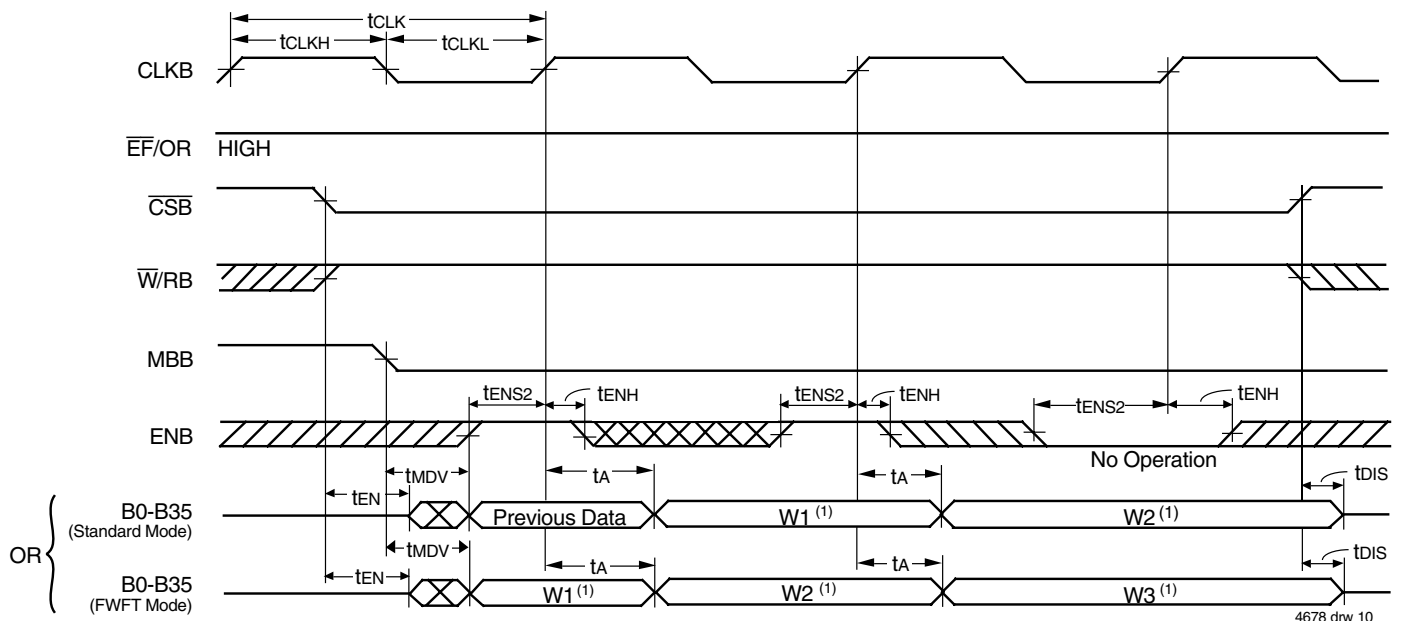 tCLK
tCLKH tCLKL
CLKB
EF/OR HIGH
CSB
W/RB
MBB
tENS2 tENH tENS2 tENH tENS2 tENH
ENB
No Operation
tMDV tA tA
tEN tDIS
B0-B35 Previous Data W1 (1) W2 (1)
(Standard Mode)
OR
tMDV tA tA
tEN tDIS
B0-B35 W1 (1) W2 (1) W3 (1)
(FWFT Mode)
4678 drw 10